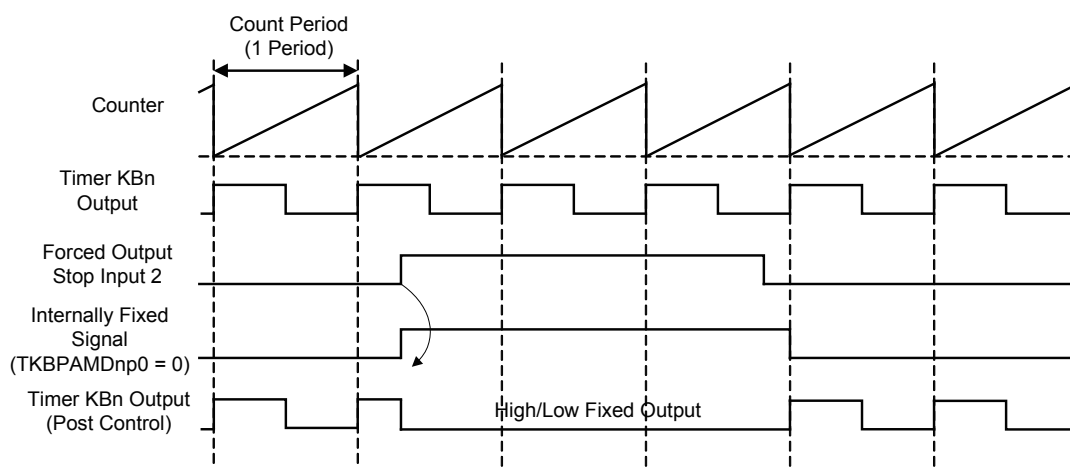 Count Period
(1 Period)
Counter
Timer KBn
Output
Forced Output
Stop Input 2
Internally Fixed
Signal
(TKBPAMDnp0 = 0)
Timer KBn Output
(Post Control)
High/Low Fixed Output